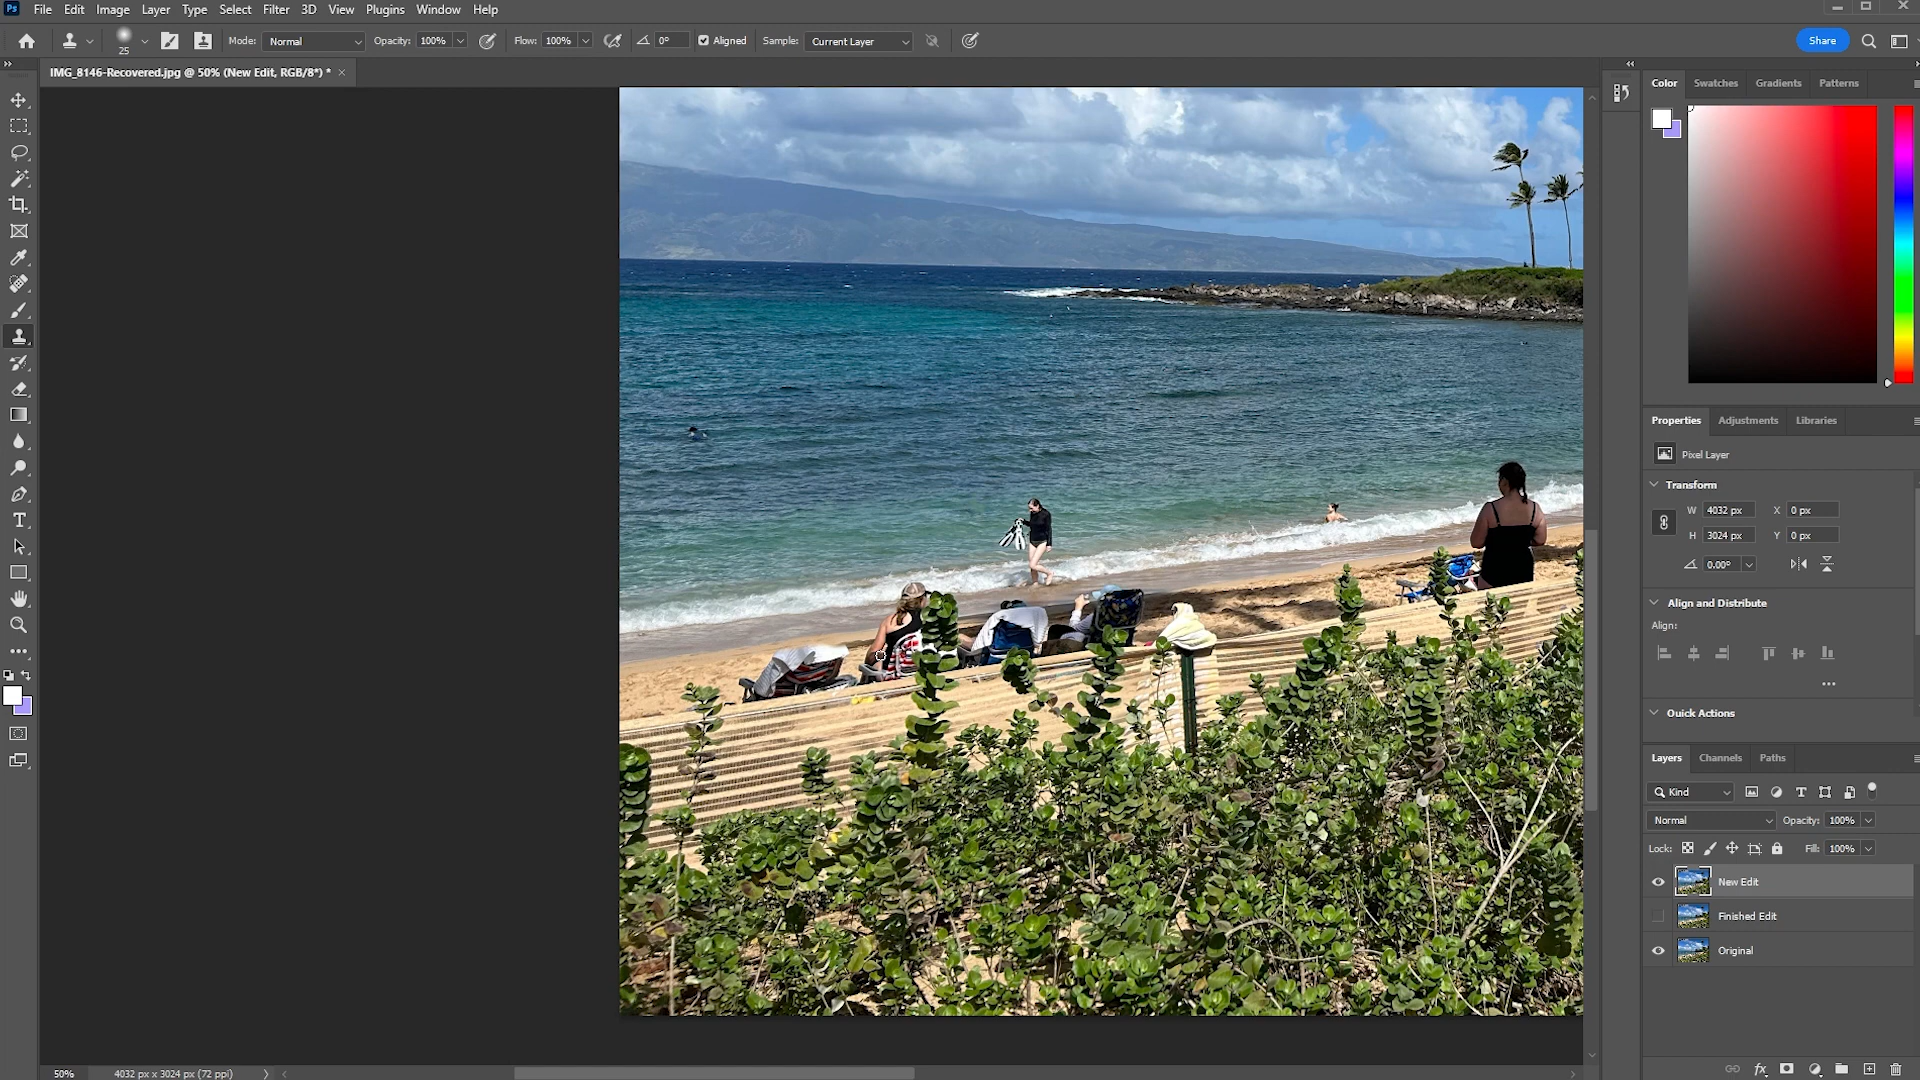 Ps File Edit Image Layer Type Select Filter 3D View Plugins Window Help
25 Mode: Normal Opacity: 100% Flow: 100% 0° Aligned Sample: Current Layer Share
IMG_8146-Recovered.jpg @ 50% (New Edit, RGB/8*) * ×
Color Swatches Gradients Patterns
Properties Adjustments Libraries
Pixel Layer
Transform
W 4032 px X 0 px
H 3024 px Y 0 px
0.00°
Align and Distribute
Align:
Quick Actions
Layers Channels Paths
Kind
Normal Opacity: 100%
Lock: Fill: 100%
New Edit
Finished Edit
Original
fx
50% 4032 px x 3024 px (72 ppi)